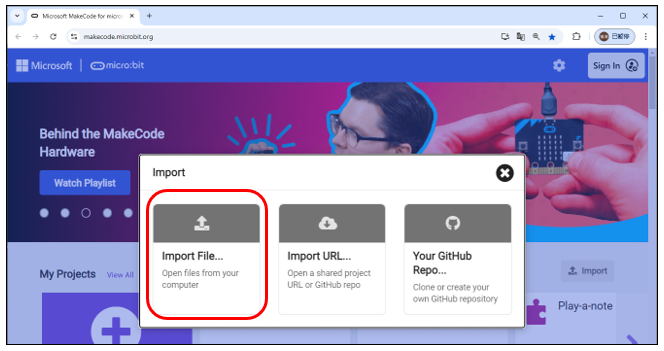 Microsoft MakeCode for micro
makecode.microbit.org
已暫停
Microsoft
micro:bit
Sign In
Behind the MakeCode
Hardware
Watch Playlist
Import
Import File...
Open files from your
computer
Import URL...
Open a shared project
URL or GitHub repo
Your GitHub
Repo...
Clone or create your
own GitHub repository
My Projects
View All
Import
Play-a-note